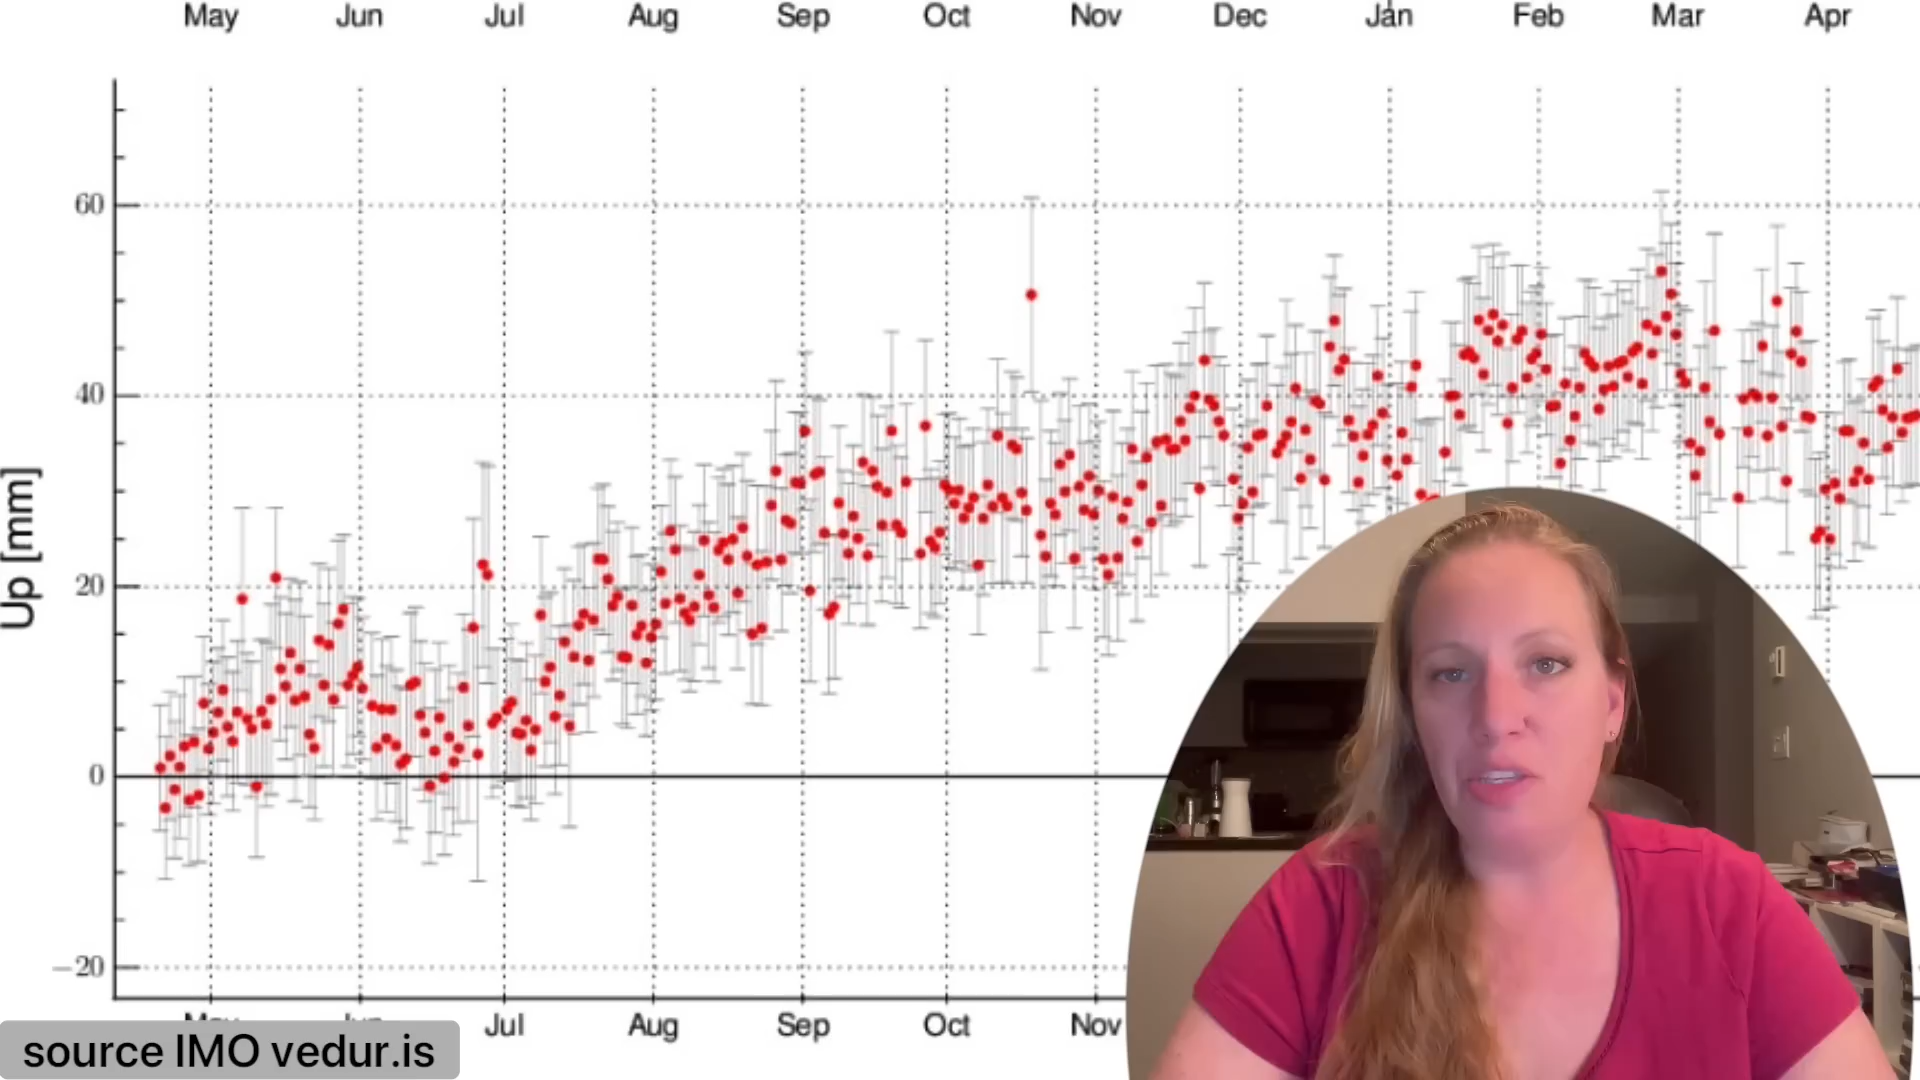 May Jun Jul Aug Sep Oct Nov Dec Jan Feb Mar Apr
60
40
20
0
−20
Up [mm]
Jul Aug Sep Oct Nov
source IMO vedur.is